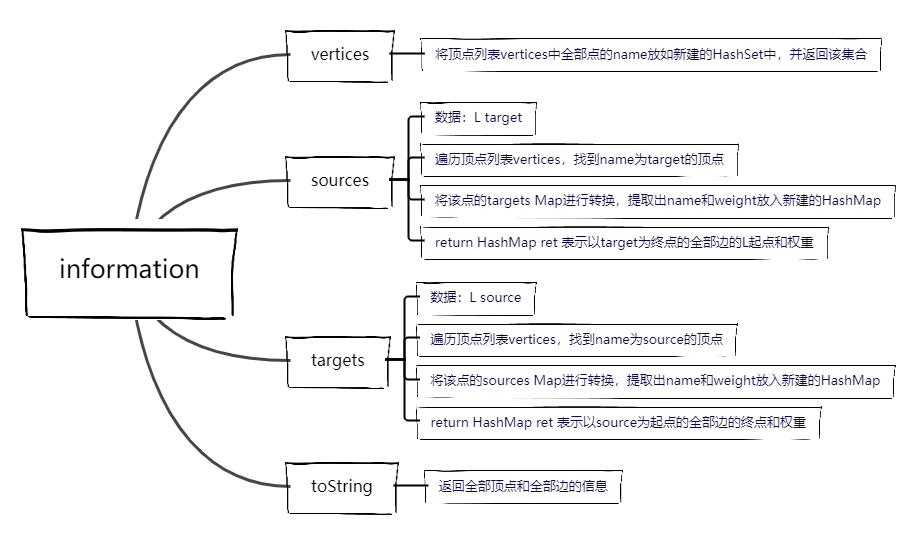 information
vertices
将顶点列表vertices中全部点的name放如新建的HashSet中，并返回该集合
sources
数据：L target
遍历顶点列表vertices，找到name为target的顶点
将该点的targets Map进行转换，提取出name和weight放入新建的HashMap
return HashMap ret 表示以target为终点的全部边的L起点和权重
targets
数据：L source
遍历顶点列表vertices，找到name为source的顶点
将该点的sources Map进行转换，提取出name和weight放入新建的HashMap
return HashMap ret 表示以source为起点的全部边的终点和权重
toString
返回全部顶点和全部边的信息